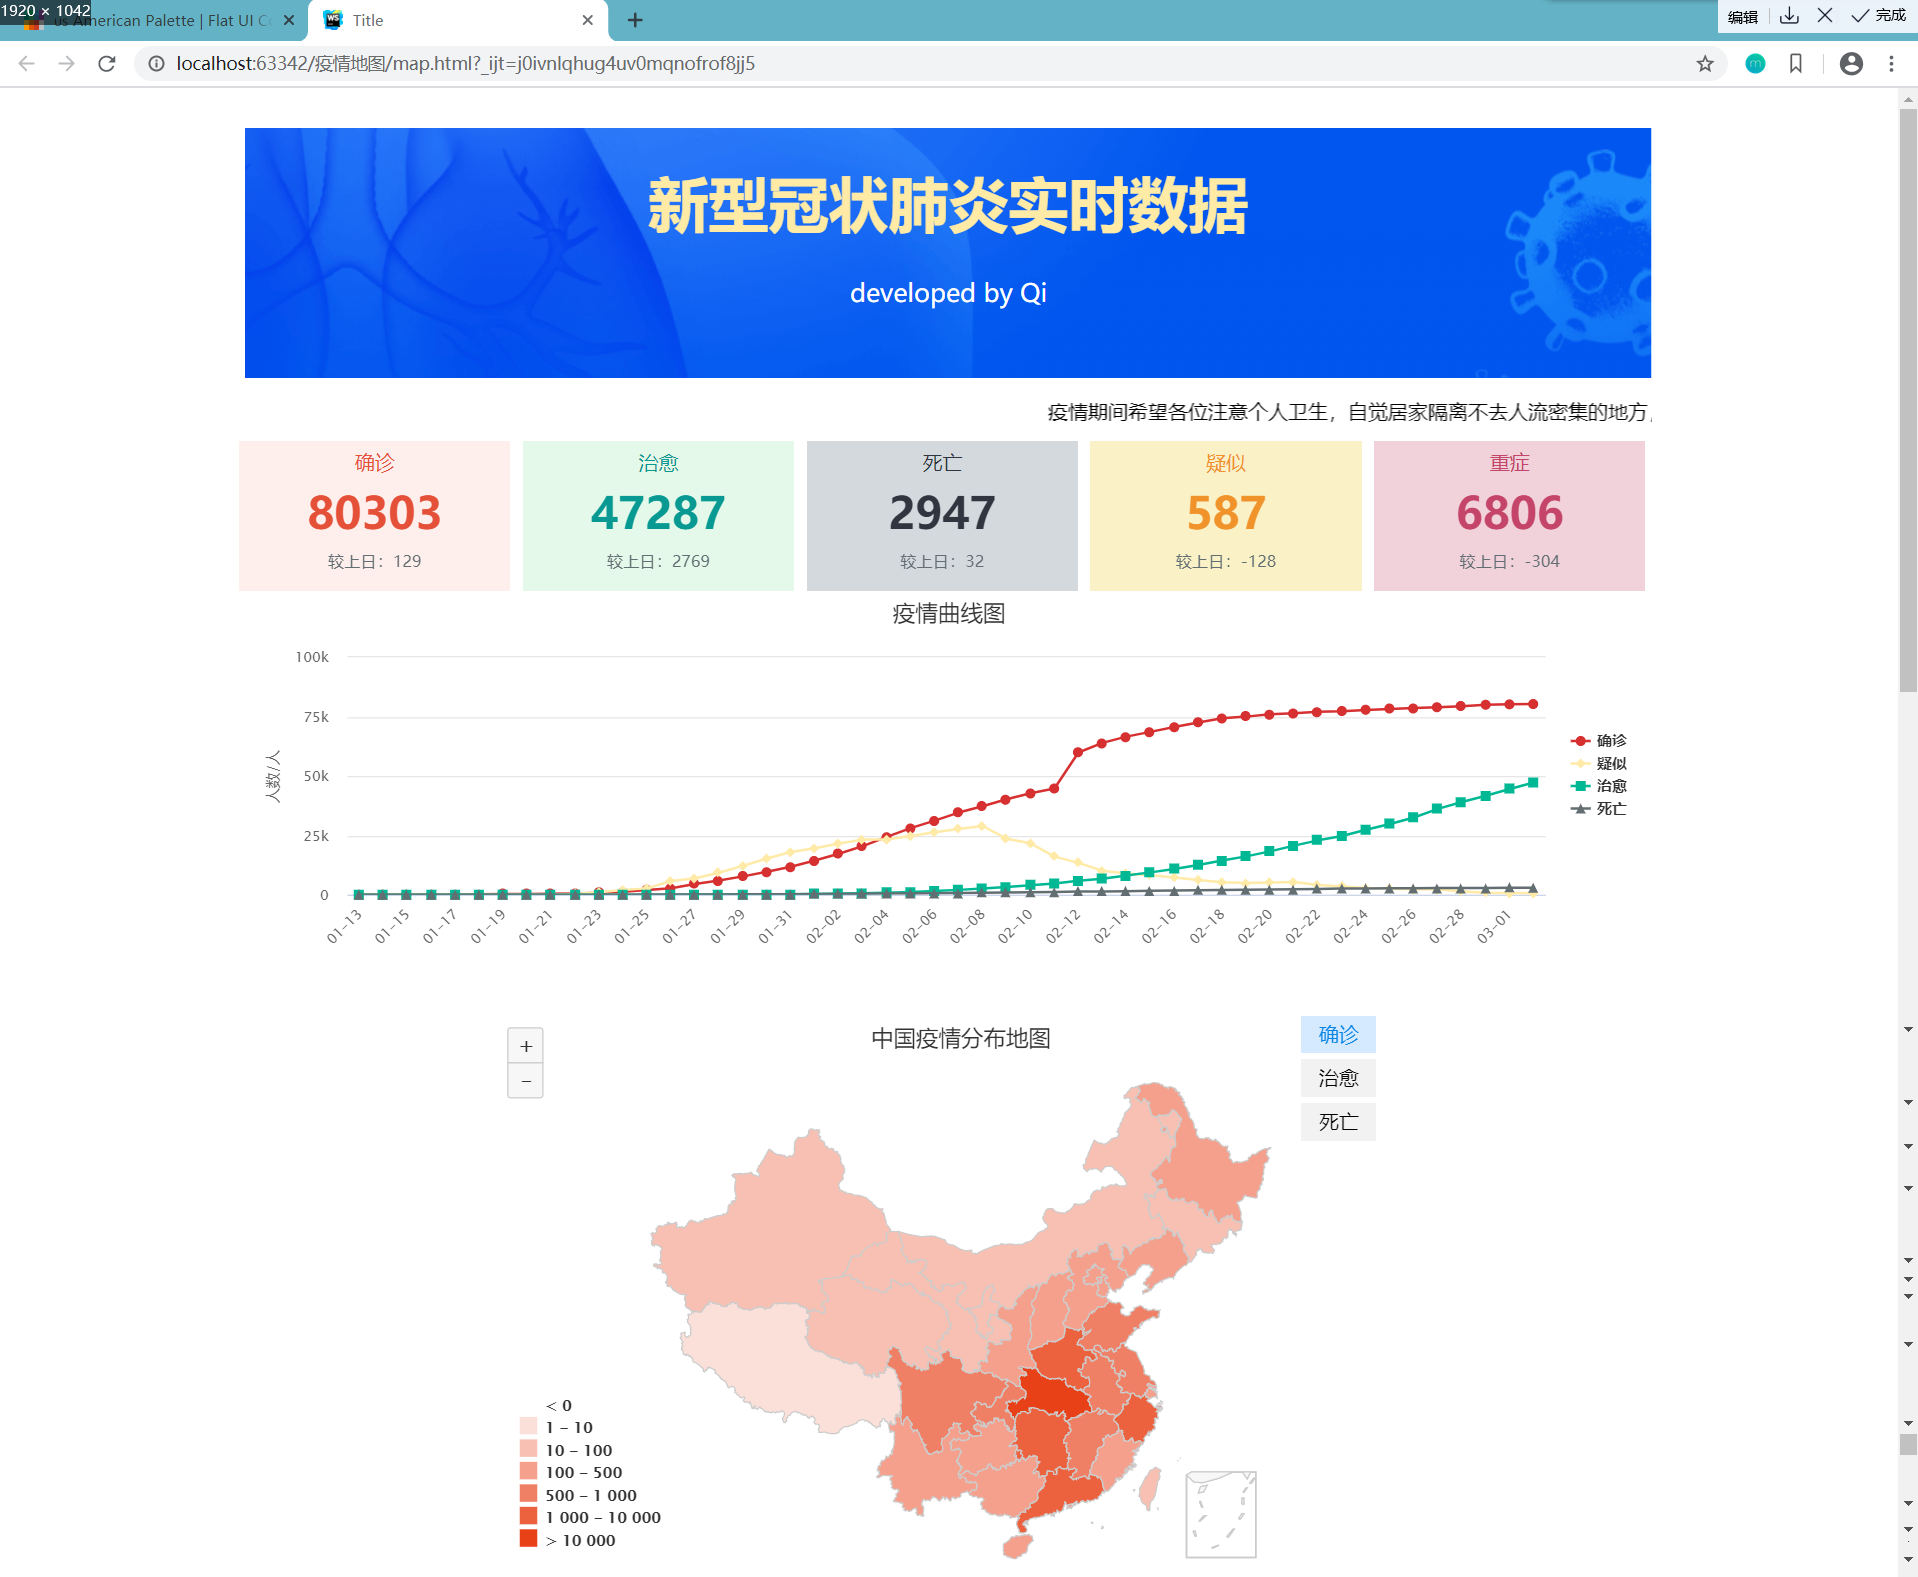 1920 × 1042
us American Palette | Flat UI C
Title
编辑
完成
localhost:63342/疫情地图/map.html?_ijt=j0ivnlqhug4uv0mqnofrof8jj5
新型冠状肺炎实时数据
developed by Qi
疫情期间希望各位注意个人卫生，自觉居家隔离不去人流密集的地方，
确诊 治愈 死亡 疑似 重症
80303 47287 2947 587 6806
较上日：129 较上日：2769 较上日：32 较上日：-128 较上日：-304
疫情曲线图
100k
75k
50k
25k
0
人数/人
确诊
疑似
治愈
死亡
01-13 01-15 01-17 01-19 01-21 01-23 01-25 01-27 01-29 01-31 02-02 02-04 02-06 02-08 02-10 02-12 02-14 02-16 02-18 02-20 02-22 02-24 02-26 02-28 03-01
+
−
中国疫情分布地图
确诊
治愈
死亡
< 0
1 – 10
10 – 100
100 – 500
500 – 1 000
1 000 – 10 000
> 10 000